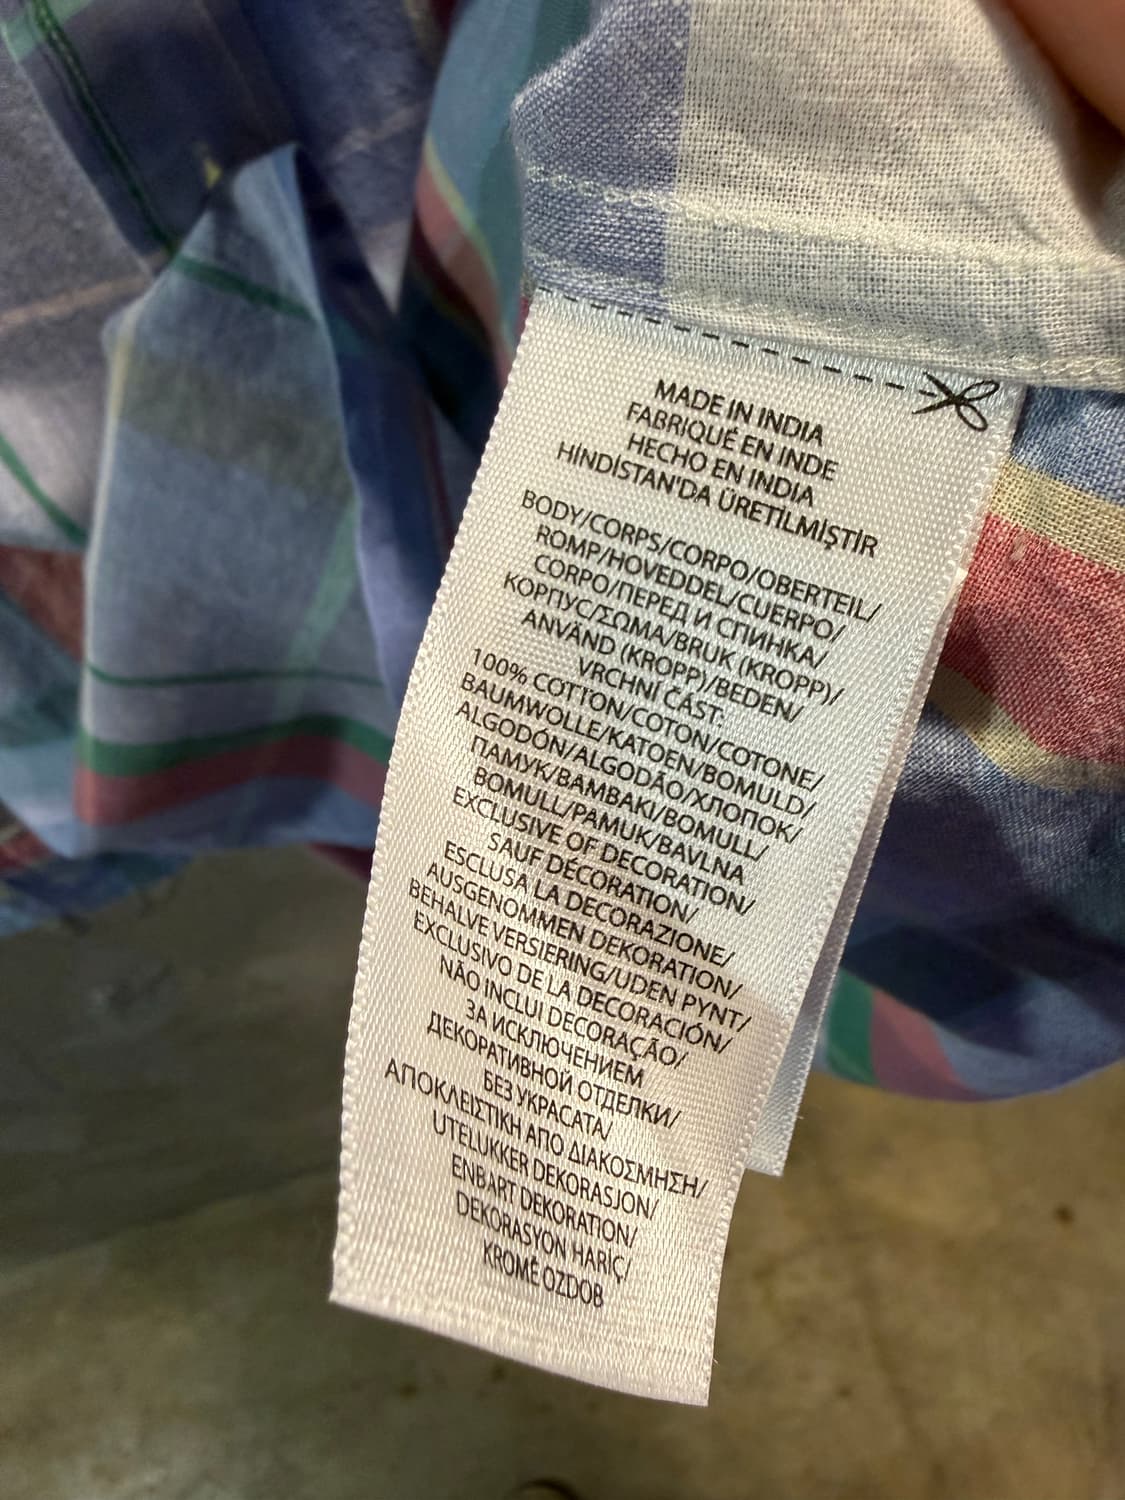 MADE IN INDIA
FABRIQUÉ EN INDE
HECHO EN INDIA
HİNDİSTAN'DA ÜRETİLMİŞTİR
BODY/CORPS/CORPO/OBERTEIL/
ROMP/HOVEDDEL/CUERPO/
CORPO/ПЕРЕД И СПИНКА/
КОРПУС/ΣΩΜΑ/BRUK (KROPP)/
ANVÄND (KROPP)/BEDEN/
VRCHNÍ ČÁST:
100% COTTON/COTON/COTONE/
BAUMWOLLE/KATOEN/BOMULD/
ALGODÓN/ALGODÃO/ХЛОПОК/
ПАМУК/ΒΑΜΒΑΚΙ/BOMULL/
BOMULL/PAMUK/BAVLNA
EXCLUSIVE OF DECORATION/
SAUF DÉCORATION/
ESCLUSA LA DECORAZIONE/
AUSGENOMMEN DEKORATION/
BEHALVE VERSIERING/UDEN PYNT/
EXCLUSIVO DE LA DECORACIÓN/
NÃO INCLUI DECORAÇÃO/
ЗА ИСКЛЮЧЕНИЕМ
ДЕКОРАТИВНОЙ ОТДЕЛКИ/
БЕЗ УКРАСАТА/
ΑΠΟΚΛΕΙΣΤΙΚΗ ΑΠΟ ΔΙΑΚΟΣΜΗΣΗ/
UTELUKKER DEKORASJON/
ENBART DEKORATION/
DEKORASYON HARİÇ/
KROMĚ OZDOB